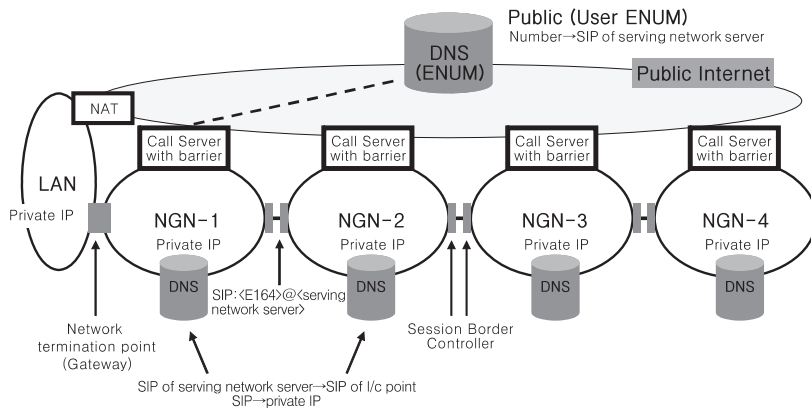 Public (User ENUM)
Number→SIP of serving network server
DNS
(ENUM)
Public Internet
NAT
Call Server
with barrier
Call Server
with barrier
Call Server
with barrier
Call Server
with barrier
LAN
Private IP
NGN-1
Private IP
NGN-2
Private IP
NGN-3
Private IP
NGN-4
Private IP
DNS
SIP:<E164>@<serving
network server>
DNS
DNS
DNS
Network
termination point
(Gateway)
Session Border
Controller
SIP of serving network server→SIP of I/c point
SIP→private IP